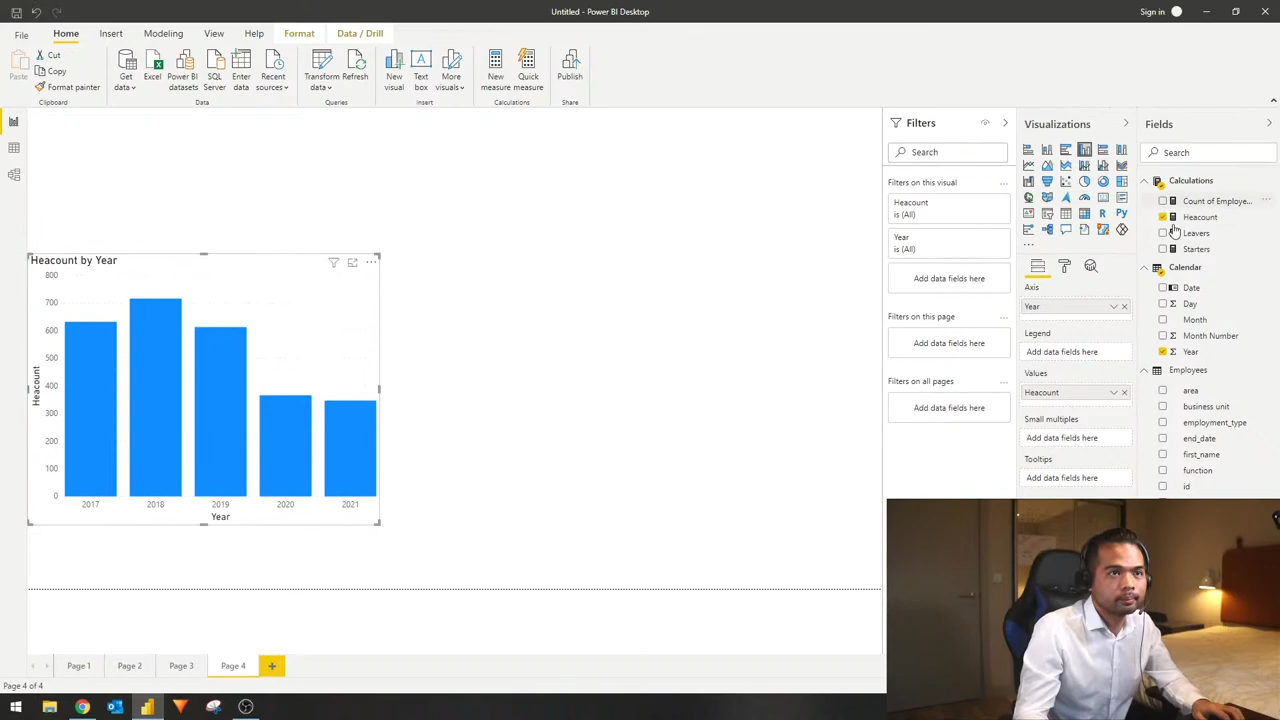 Untitled - Power BI Desktop
Sign in
File
Home
Insert
Modeling
View
Help
Format
Data / Drill
Paste
Cut
Copy
Format painter
Clipboard
Get data
Excel
Power BI datasets
SQL Server
Enter data
Recent sources
Data
Transform data
Refresh
Queries
New visual
Text box
More visuals
Insert
New measure
Quick measure
Calculations
Publish
Share
Heacount by Year
800
700
600
500
400
300
200
100
0
Heacount
2017
2018
2019
2020
2021
Year
Filters
Search
Filters on this visual
Heacount
is (All)
Year
is (All)
Add data fields here
Filters on this page
Add data fields here
Filters on all pages
Add data fields here
Visualizations
R
Py
Axis
Year
Legend
Add data fields here
Values
Heacount
Small multiples
Add data fields here
Tooltips
Add data fields here
Fields
Search
Calculations
Count of Employe...
Heacount
Leavers
Starters
Calendar
Date
Day
Month
Month Number
Year
Employees
area
business unit
employment_type
end_date
first_name
function
id
Page 1
Page 2
Page 3
Page 4
Page 4 of 4